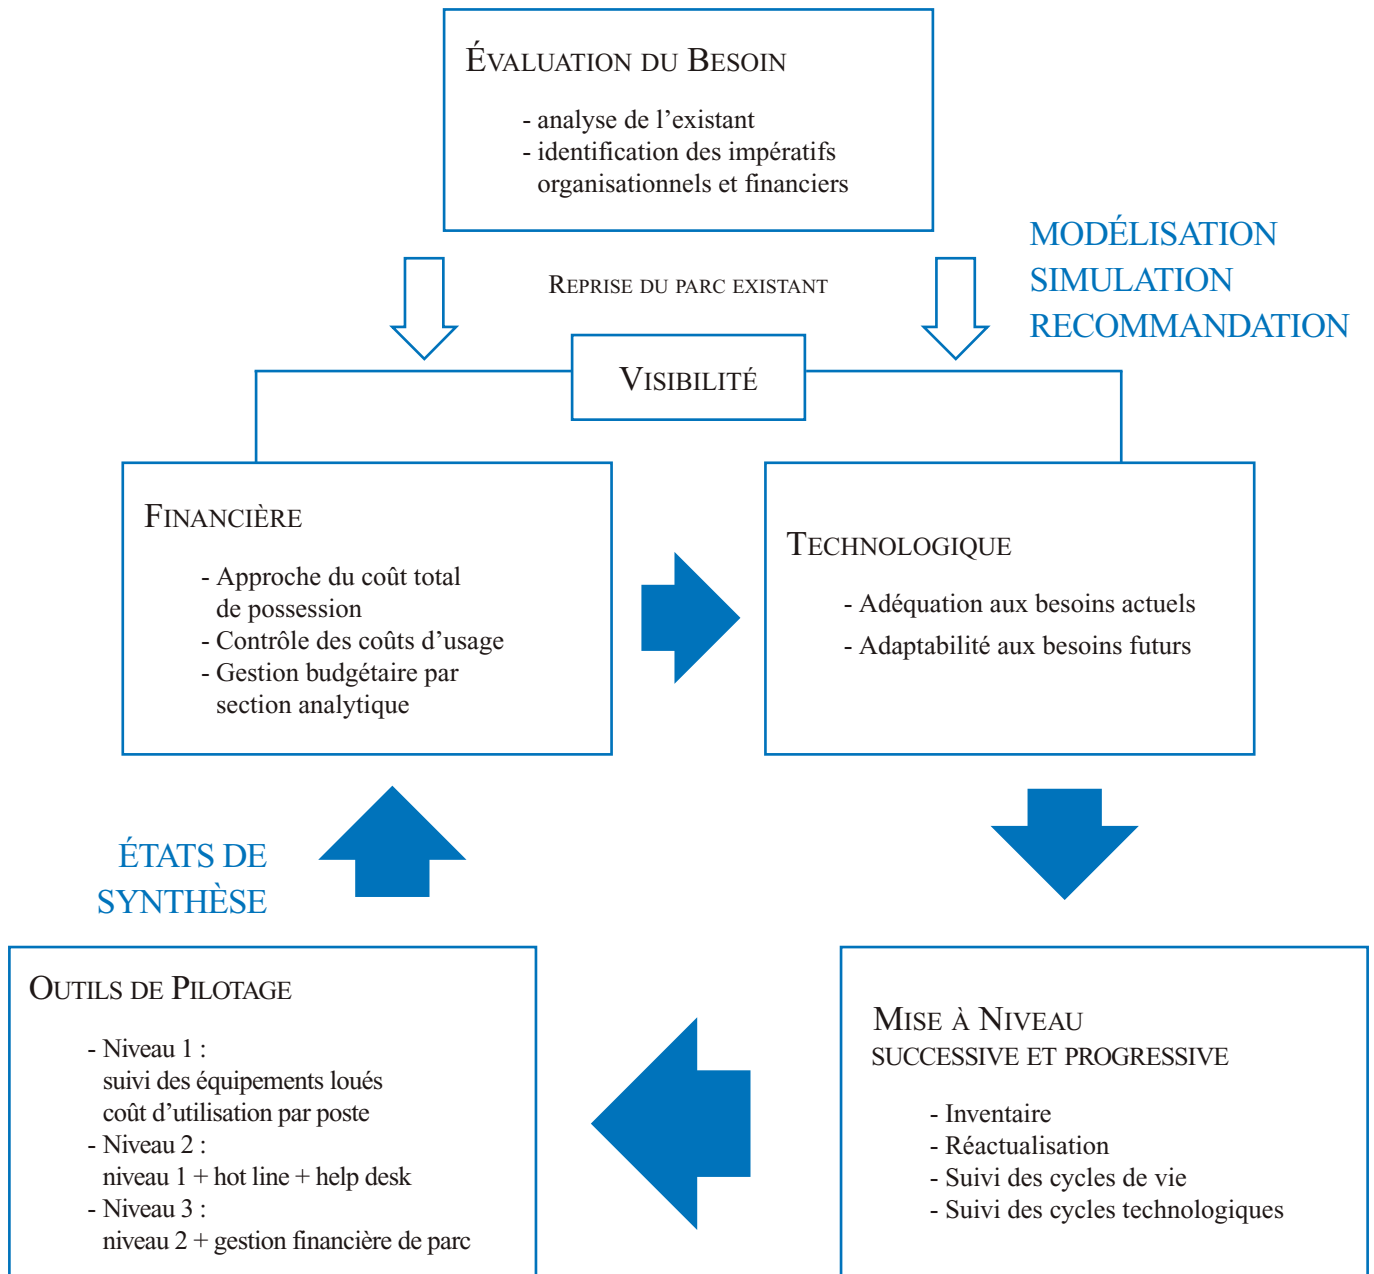 Évaluation du Besoin
- analyse de l’existant
- identification des impératifs
organisationnels et financiers
MODÉLISATION
SIMULATION
RECOMMANDATION
Reprise du parc existant
Visibilité
Financière
- Approche du coût total
de possession
- Contrôle des coûts d’usage
- Gestion budgétaire par
section analytique
Technologique
- Adéquation aux besoins actuels
- Adaptabilité aux besoins futurs
ÉTATS DE
SYNTHÈSE
Outils de Pilotage
- Niveau 1 :
suivi des équipements loués
coût d’utilisation par poste
- Niveau 2 :
niveau 1 + hot line + help desk
- Niveau 3 :
niveau 2 + gestion financière de parc
Mise à Niveau
successive et progressive
- Inventaire
- Réactualisation
- Suivi des cycles de vie
- Suivi des cycles technologiques